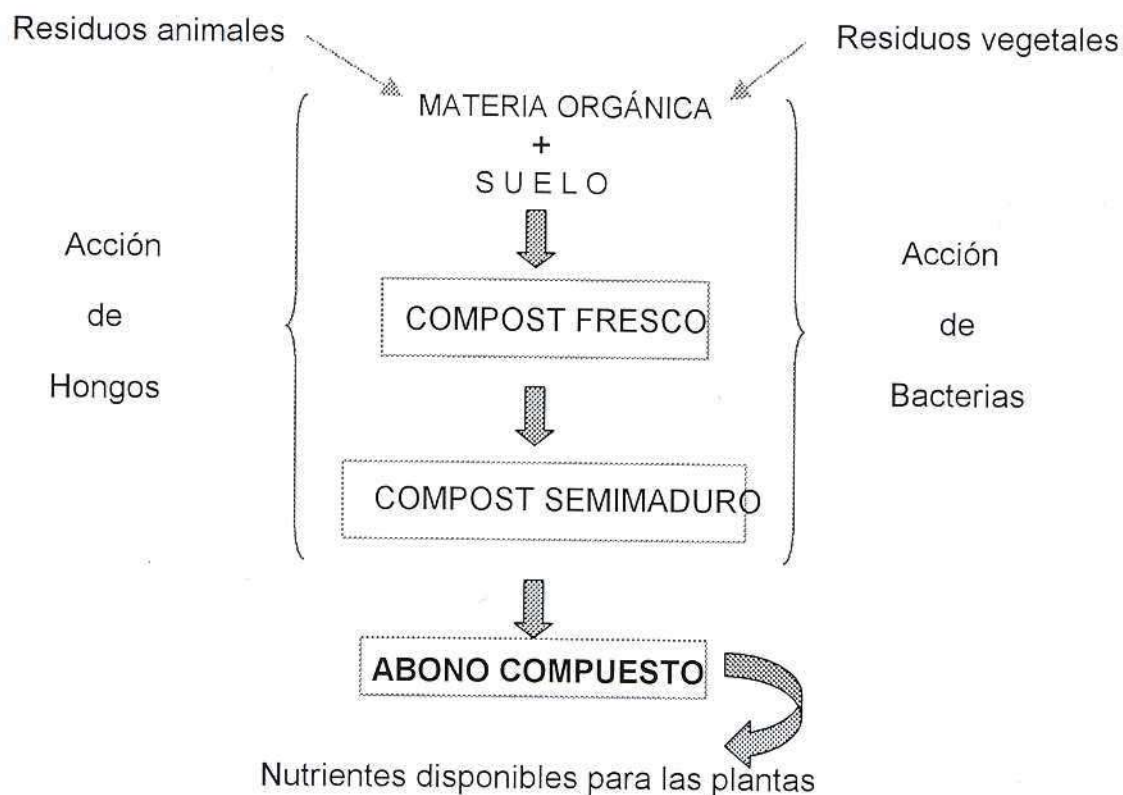 Residuos animales
Residuos vegetales
MATERIA ORGÁNICA
+
S U E L O
Acción
de
Hongos
Acción
de
Bacterias
COMPOST FRESCO
COMPOST SEMIMADURO
ABONO COMPUESTO
Nutrientes disponibles para las plantas